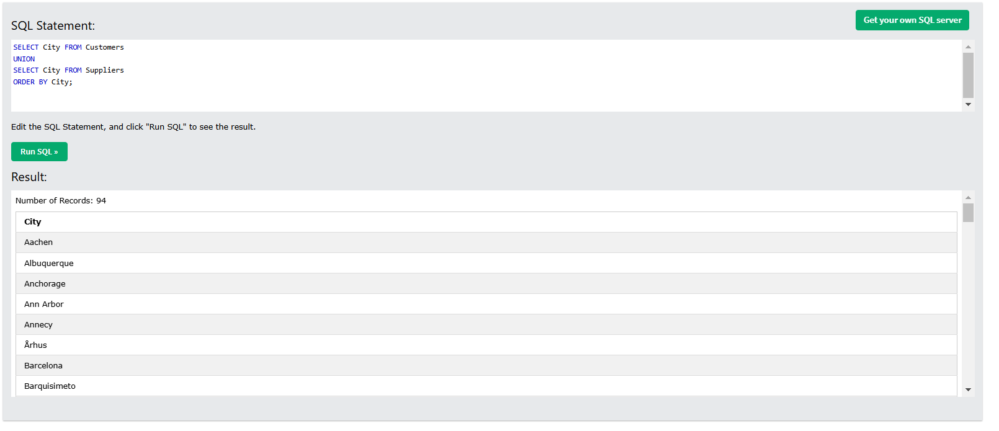 SQL Statement:
Get your own SQL server
SELECT City FROM Customers
UNION
SELECT City FROM Suppliers
ORDER BY City;
Edit the SQL Statement, and click "Run SQL" to see the result.
Run SQL »
Result:
Number of Records: 94
City
Aachen
Albuquerque
Anchorage
Ann Arbor
Annecy
Århus
Barcelona
Barquisimeto